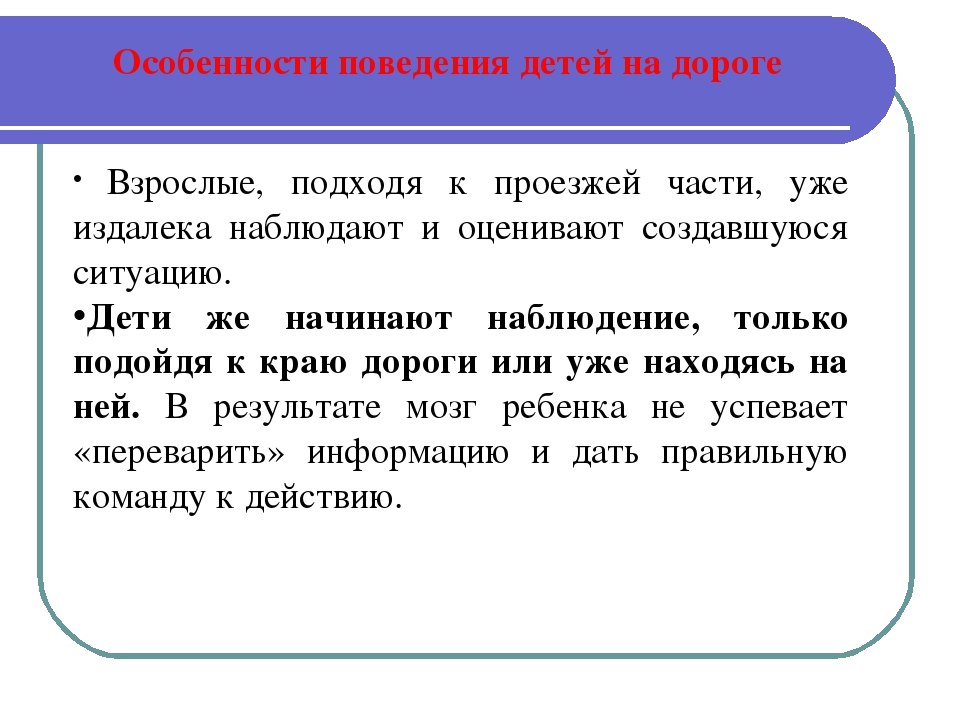 Особенности поведения детей на дороге
• Взрослые, подходя к проезжей части, уже
издалека наблюдают и оценивают создавшуюся
ситуацию.
•Дети же начинают наблюдение, только
подойдя к краю дороги или уже находясь на
ней. В результате мозг ребенка не успевает
«переварить» информацию и дать правильную
команду к действию.